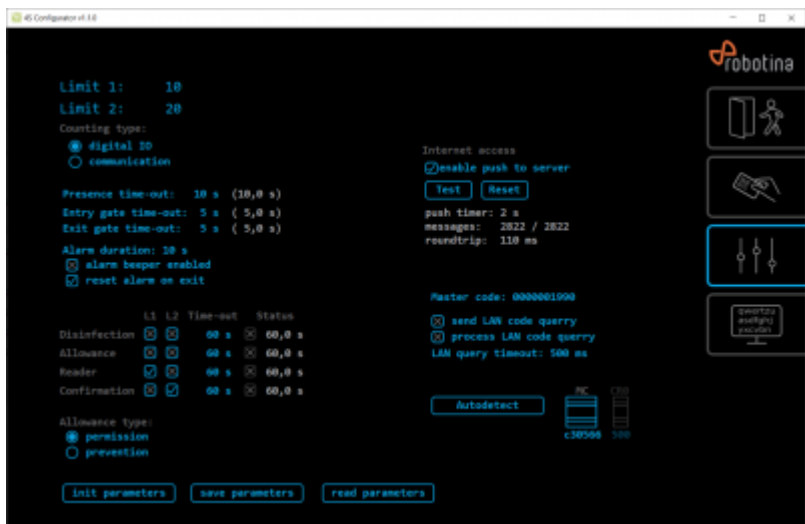 4S Configurator v1.1.0
robotina
Limit 1: 10
Limit 2: 20
Counting type:
digital IO
communication
Presence time-out: 10 s (10,0 s)
Entry gate time-out: 5 s ( 5,0 s)
Exit gate time-out: 5 s ( 5,0 s)
Alarm duration: 10 s
alarm beeper enabled
reset alarm on exit
L1 L2 Time-out Status
Disinfection 60 s 60,0 s
Allowance 60 s 60,0 s
Reader 60 s 60,0 s
Confirmation 60 s 60,0 s
Allowance type:
permission
prevention
init parameters save parameters read parameters
Internet access
enable push to server
Test Reset
push timer: 2 s
messages: 2822 / 2822
roundtrip: 110 ms
Master code: 0000001990
send LAN code querry
process LAN code querry
LAN query timeout: 500 ms
Autodetect
MC CR0
c30566 500
qwertzu
asdfghj
yxcvbn